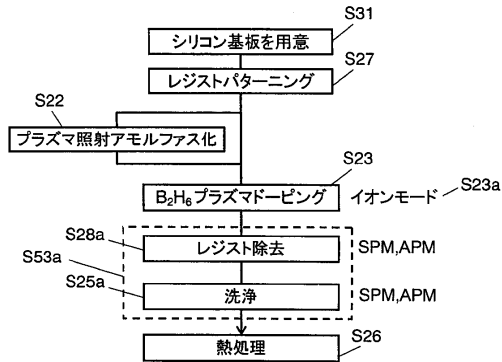 S31
シリコン基板を用意
S27
レジストパターニング
S22
プラズマ照射アモルファス化
S23
B₂H₆プラズマドーピング イオンモード S23a
S28a
レジスト除去 SPM,APM
S53a
S25a
洗浄 SPM,APM
S26
熱処理